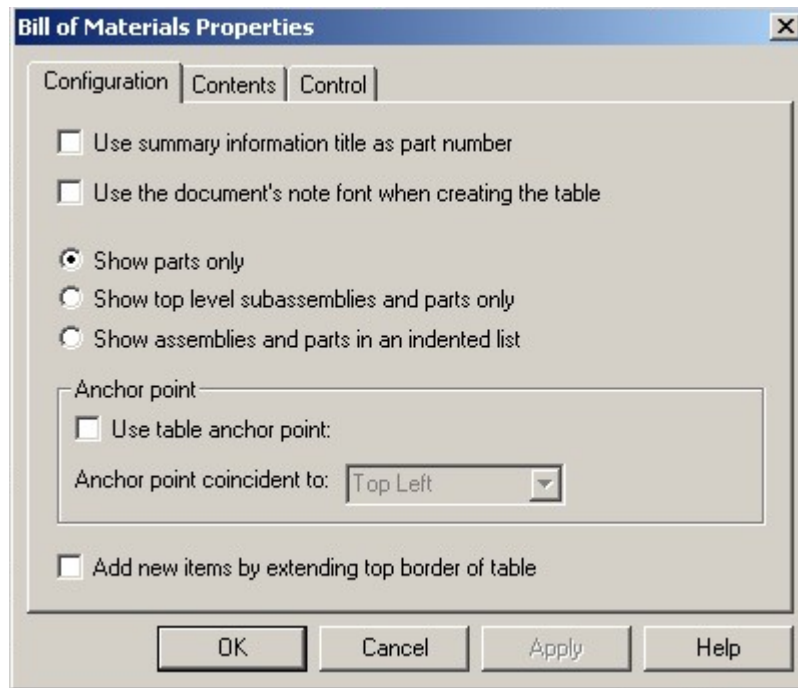 Bill of Materials Properties
Configuration Contents Control
Use summary information title as part number
Use the document's note font when creating the table
Show parts only
Show top level subassemblies and parts only
Show assemblies and parts in an indented list
Anchor point
Use table anchor point:
Anchor point coincident to: Top Left
Add new items by extending top border of table
OK Cancel Apply Help